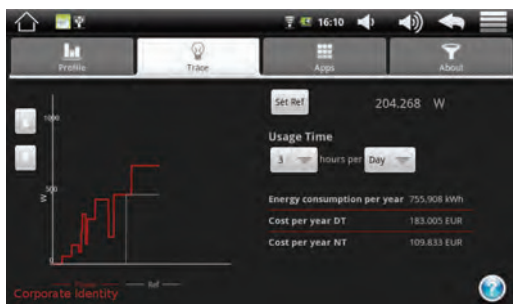 16:10
Profile Trace Apps About
Set Ref 204.268 W
Usage Time
3 hours per Day
1000
500
W
0
Energy consumption per year 755.908 kWh
Cost per year DT 183.005 EUR
Cost per year NT 109.833 EUR
Power Ref
Corporate Identity
?